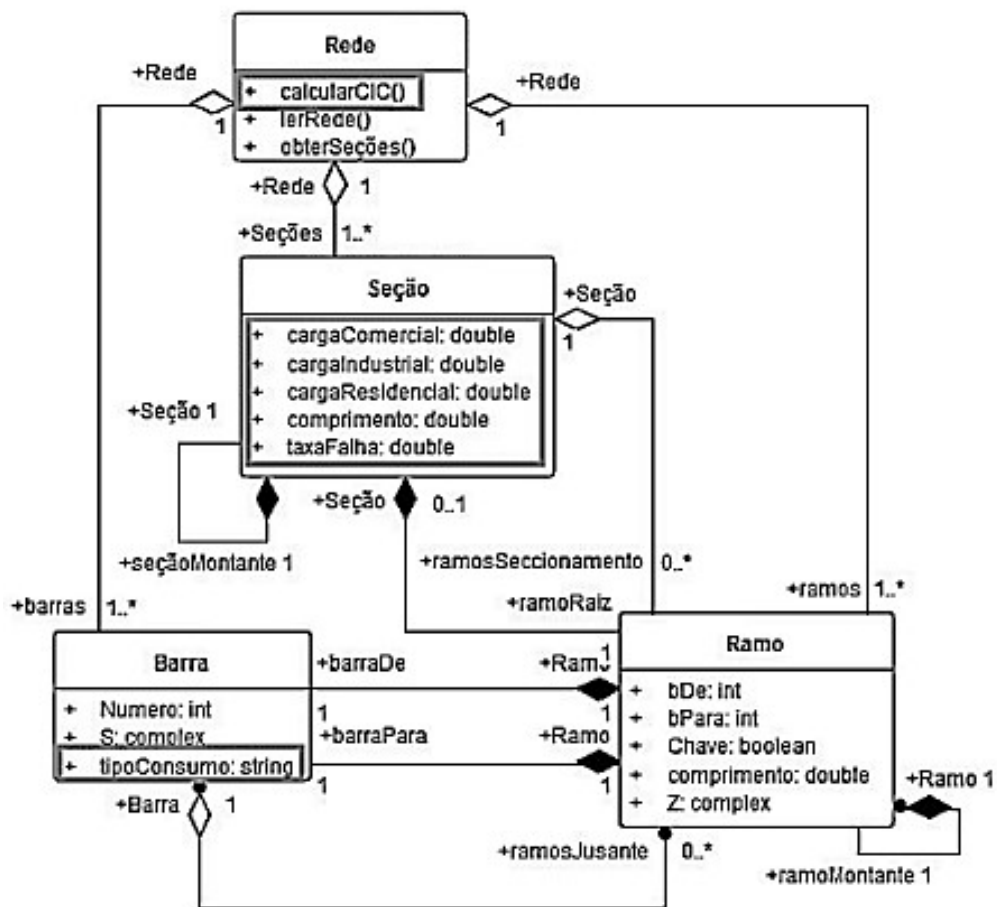 Rede
+Rede
+ calcularCIC()
+Rede
1
+ lerRede()
1
+ obterSeções()
+Rede
1
+Seções
1..*
Seção
+Seção
1
+ cargaComercial: double
+ cargaIndustrial: double
+ cargaResidencial: double
+ comprimento: double
+ taxaFalha: double
+Seção 1
+Seção
0..1
+seçãoMontante 1
+ramosSeccionamento
0..*
+barras
1..*
+ramoRaiz
1
+ramos
1..*
Barra
+ Numero: int
+ S: complex
+ tipoConsumo: string
+barraDe
1
+Ramo
1
+barraPara
1
+Ramo
1
Ramo
+ bDe: int
+ bPara: int
+ Chave: boolean
+ comprimento: double
+ Z: complex
+Ramo 1
+Barra
1
+ramosJusante
0..*
+ramoMontante 1